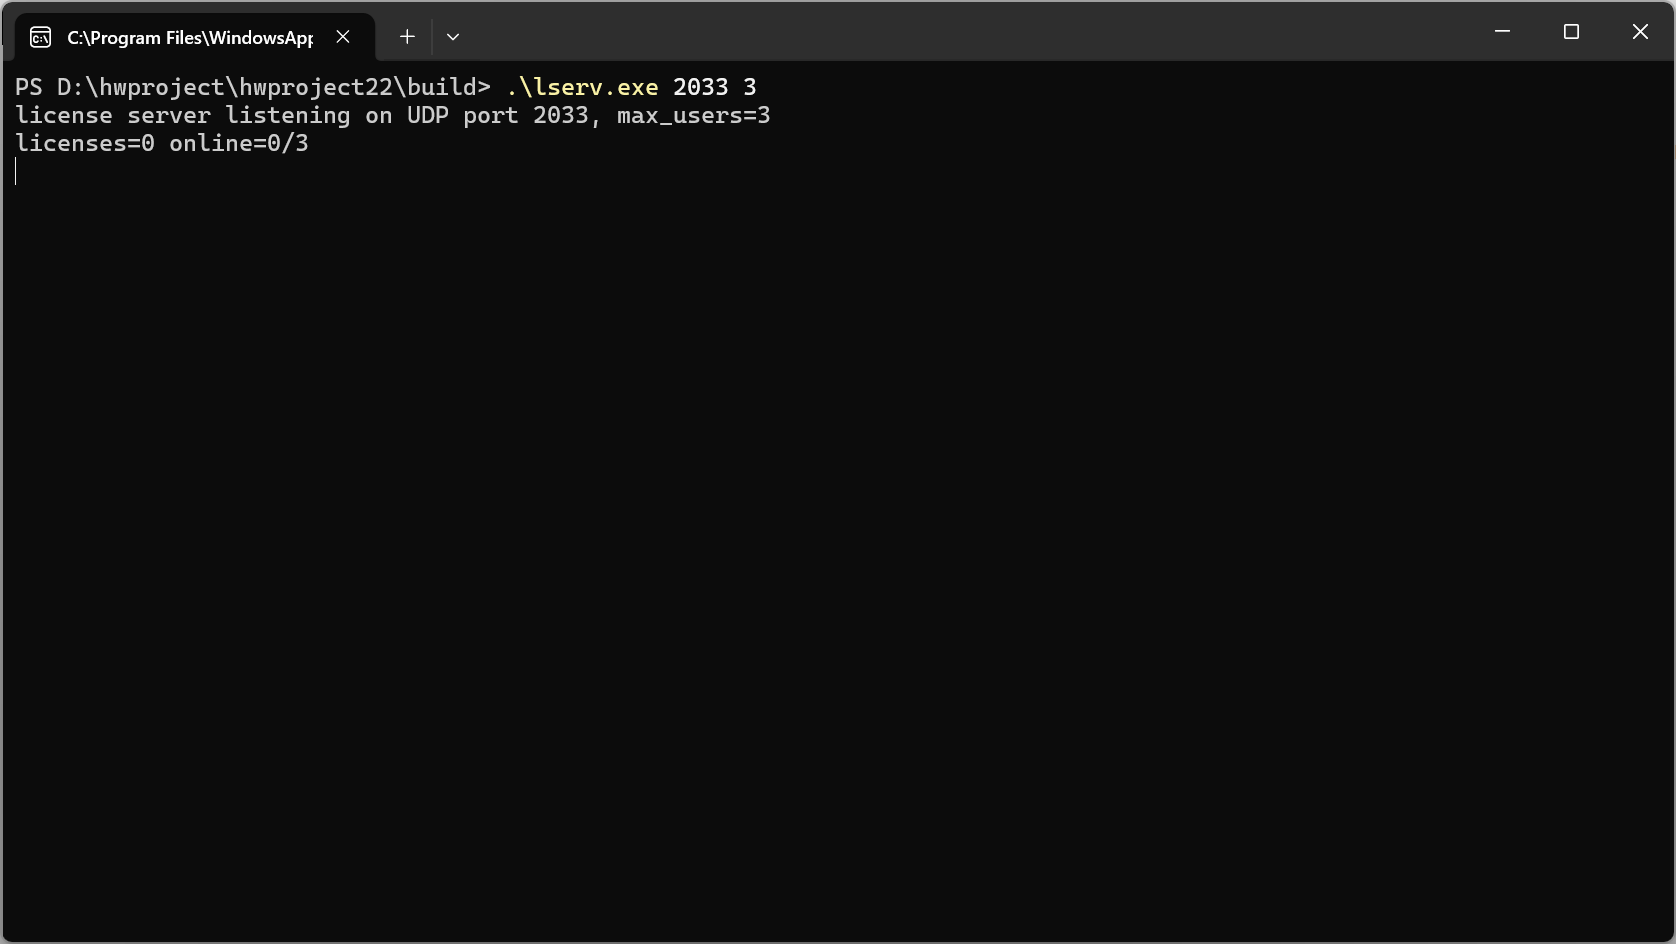 C:\Program Files\WindowsApp
PS D:\hwproject\hwproject22\build> .\lserv.exe 2033 3
license server listening on UDP port 2033, max_users=3
licenses=0 online=0/3